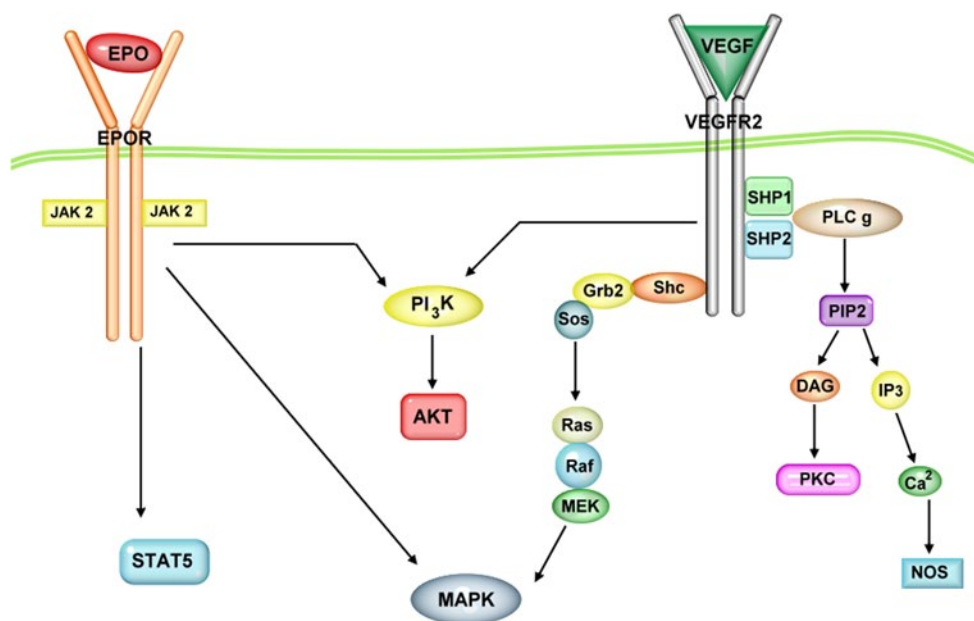 EPO
VEGF
EPOR
VEGFR2
JAK 2
JAK 2
SHP1
SHP2
PLC g
PI3K
Grb2
Shc
Sos
PIP2
DAG
IP3
AKT
Ras
Raf
MEK
PKC
Ca2
STAT5
MAPK
NOS